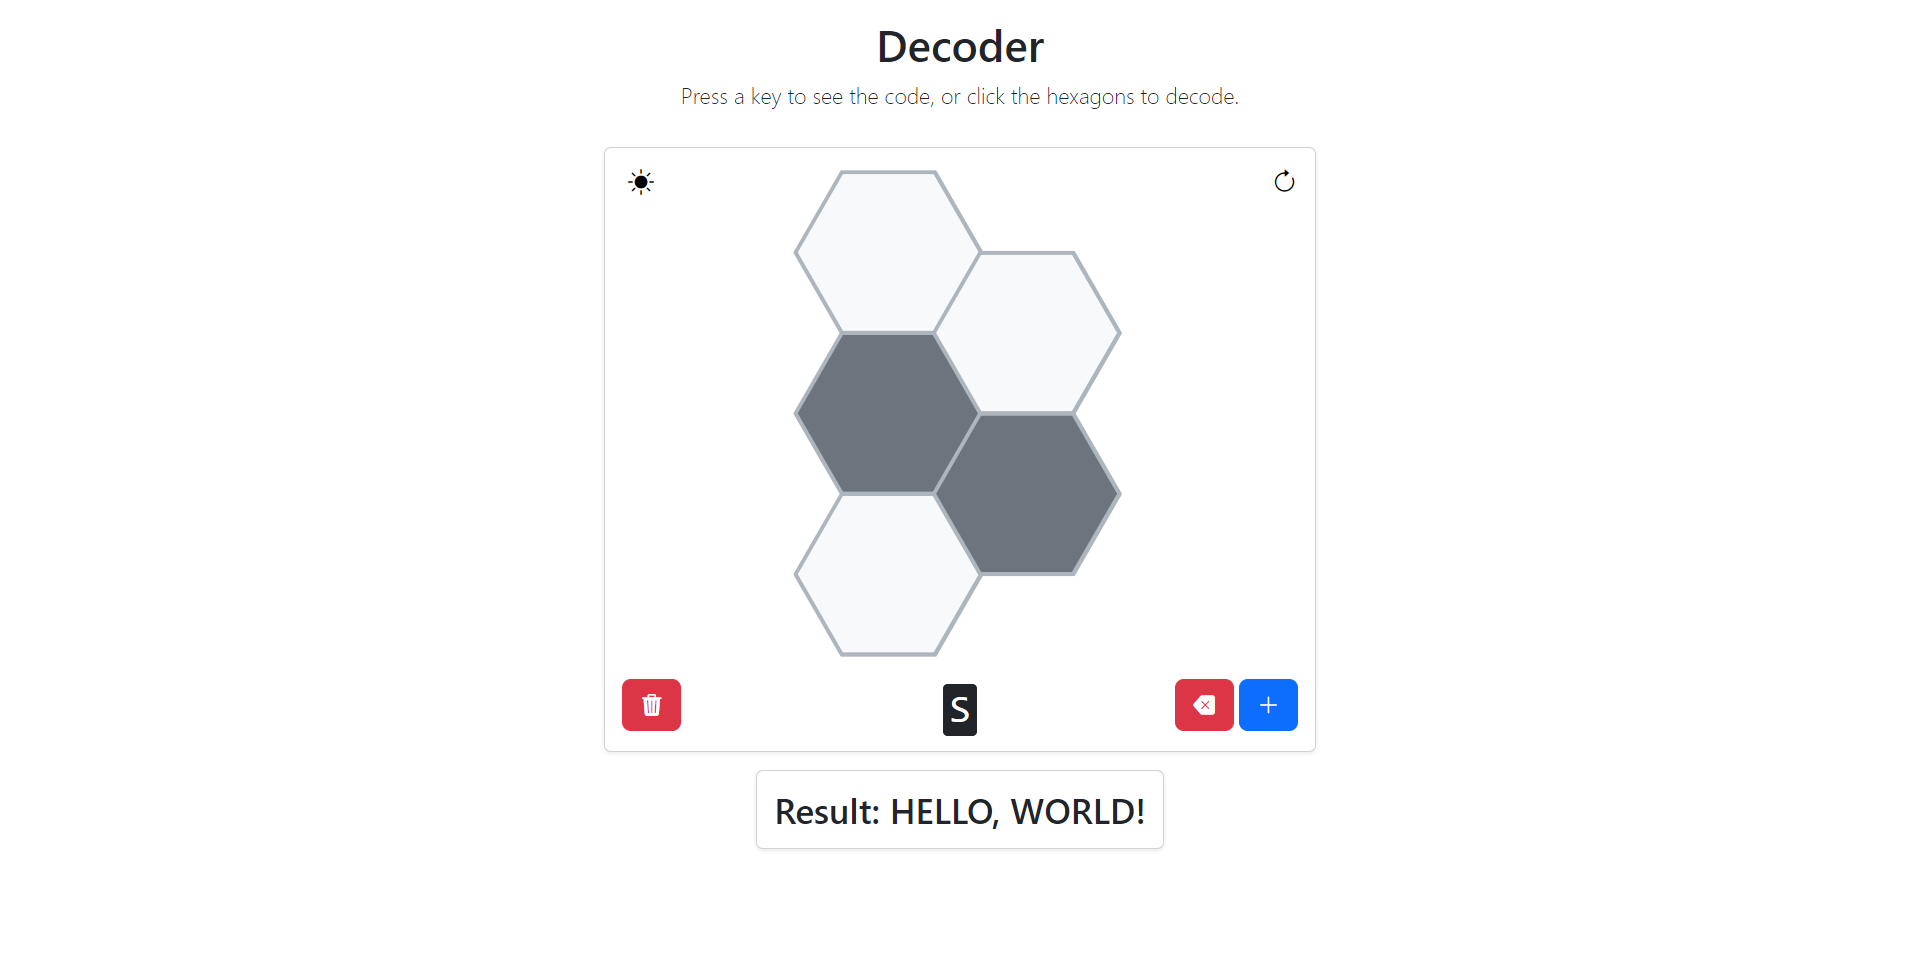 Decoder
Press a key to see the code, or click the hexagons to decode.
S
Result: HELLO, WORLD!